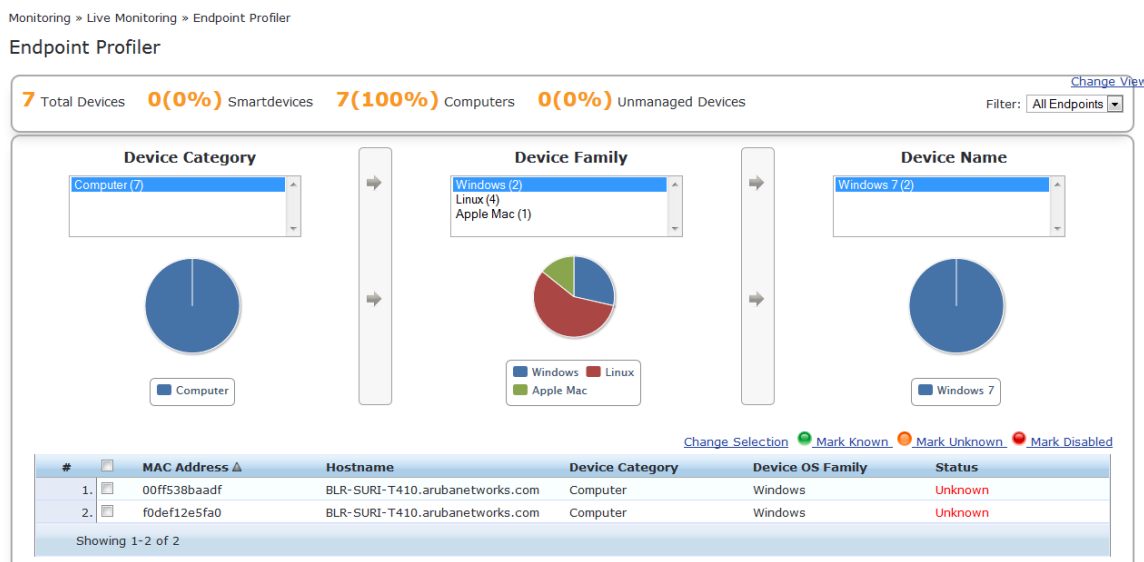 Monitoring » Live Monitoring » Endpoint Profiler
Endpoint Profiler
Change View
7 Total Devices 0(0%) Smartdevices 7(100%) Computers 0(0%) Unmanaged Devices
Filter: All Endpoints
Device Category Device Family Device Name
Computer (7) Windows (2) Windows 7 (2)
Linux (4)
Apple Mac (1)
Windows Linux
Computer Apple Mac Windows 7
Change Selection Mark Known Mark Unknown Mark Disabled
# MAC Address Hostname Device Category Device OS Family Status
1. 00ff538baadf BLR-SURI-T410.arubanetworks.com Computer Windows Unknown
2. f0def12e5fa0 BLR-SURI-T410.arubanetworks.com Computer Windows Unknown
Showing 1-2 of 2